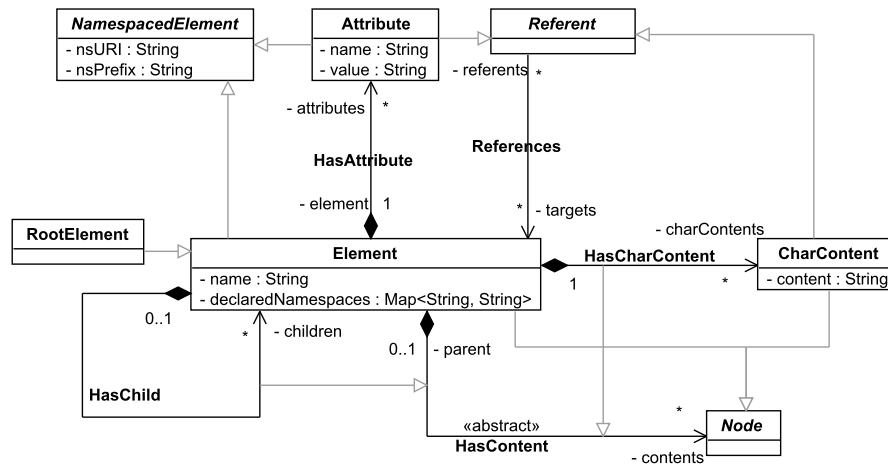 NamespacedElement
- nsURI : String
- nsPrefix : String
Attribute
- name : String
- value : String
Referent
- referents
*
- attributes
*
HasAttribute
References
- element
1
*
- targets
RootElement
Element
- name : String
- declaredNamespaces : Map<String, String>
- charContents
HasCharContent
1
*
CharContent
- content : String
0..1
*
- children
HasChild
0..1
- parent
«abstract»
HasContent
*
- contents
Node